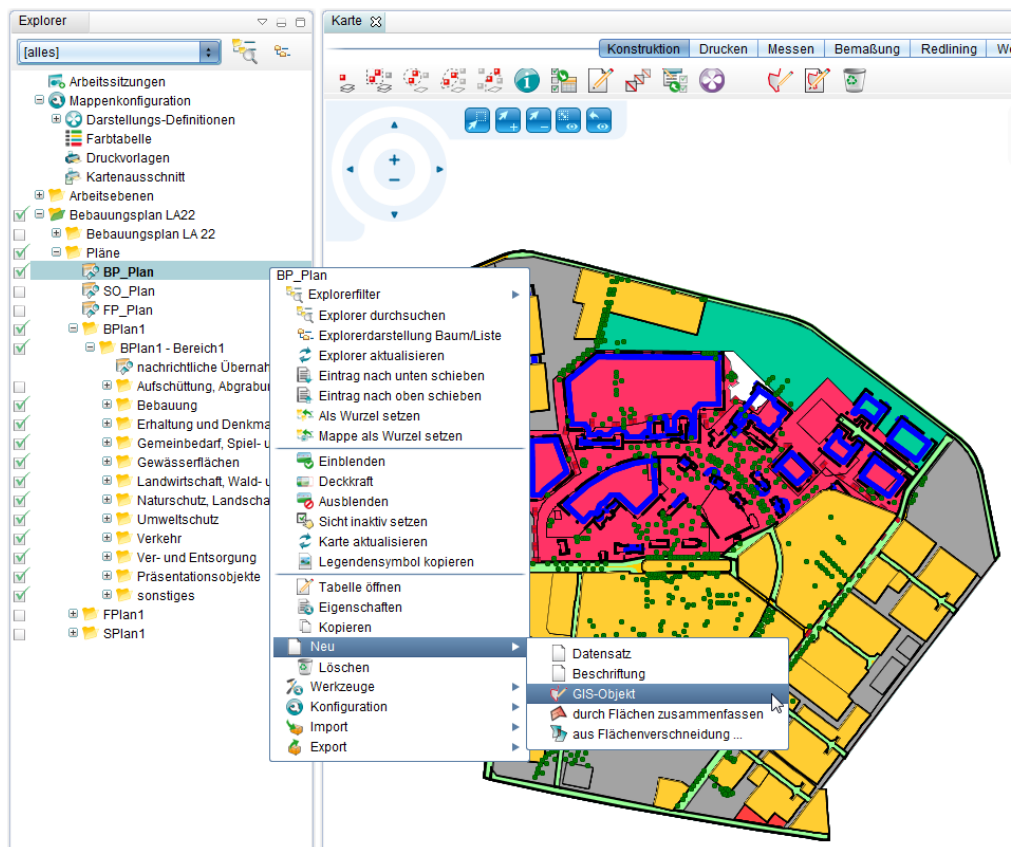 Explorer
[alles]
Arbeitssitzungen
Mappenkonfiguration
Darstellungs-Definitionen
Farbtabelle
Druckvorlagen
Kartenausschnitt
Arbeitsebenen
Bebauungsplan LA22
Bebauungsplan LA 22
Pläne
BP_Plan
SO_Plan
FP_Plan
BPlan1
BPlan1 - Bereich1
nachrichtliche Übernah
Aufschüttung, Abgrabu
Bebauung
Erhaltung und Denkma
Gemeinbedarf, Spiel- u
Gewässerflächen
Landwirtschaft, Wald- u
Naturschutz, Landscha
Umweltschutz
Verkehr
Ver- und Entsorgung
Präsentationsobjekte
sonstiges
FPlan1
SPlan1
Karte
Konstruktion
Drucken
Messen
Bemaßung
Redlining
We
BP_Plan
Explorerfilter
Explorer durchsuchen
Explorerdarstellung Baum/Liste
Explorer aktualisieren
Eintrag nach unten schieben
Eintrag nach oben schieben
Als Wurzel setzen
Mappe als Wurzel setzen
Einblenden
Deckkraft
Ausblenden
Sicht inaktiv setzen
Karte aktualisieren
Legendensymbol kopieren
Tabelle öffnen
Eigenschaften
Kopieren
Neu
Löschen
Werkzeuge
Konfiguration
Import
Export
Datensatz
Beschriftung
GIS-Objekt
durch Flächen zusammenfassen
aus Flächenverschneidung ...